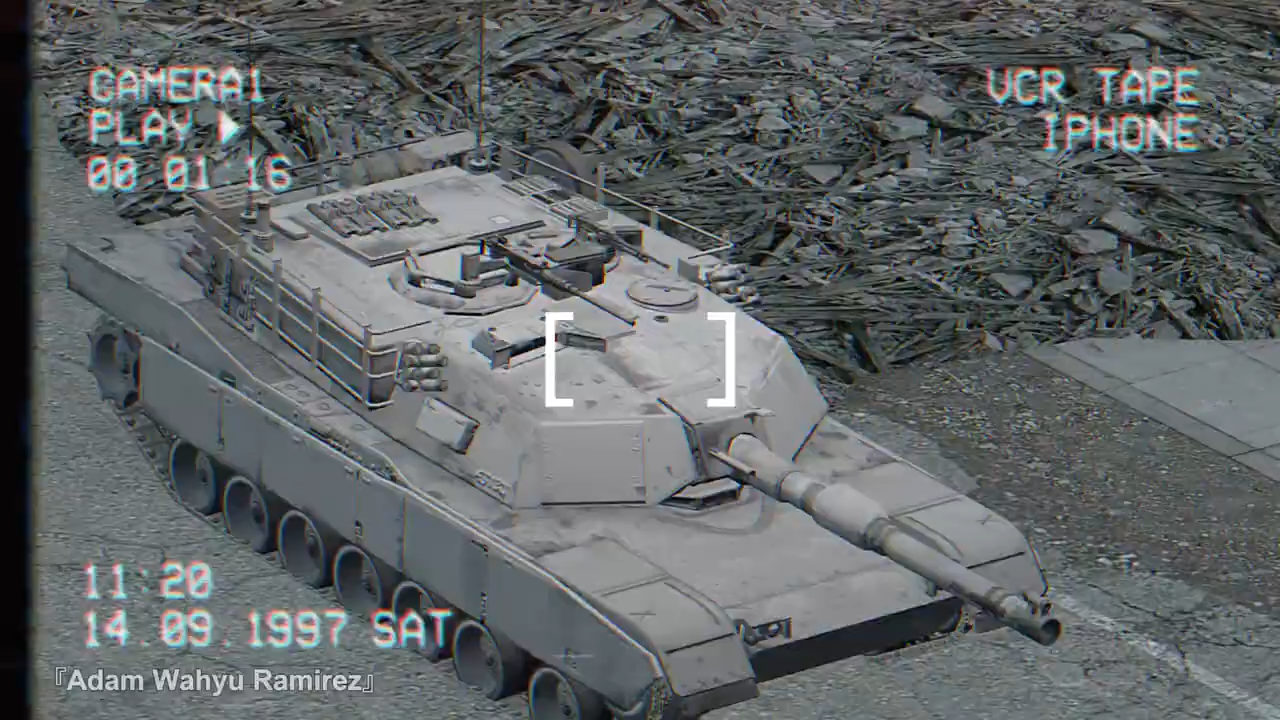 CAMERA1
PLAY ▶
00 01 16
VCR TAPE
IPHONE
11:20
14.09.1997 SAT
『Adam Wahyu Ramirez』